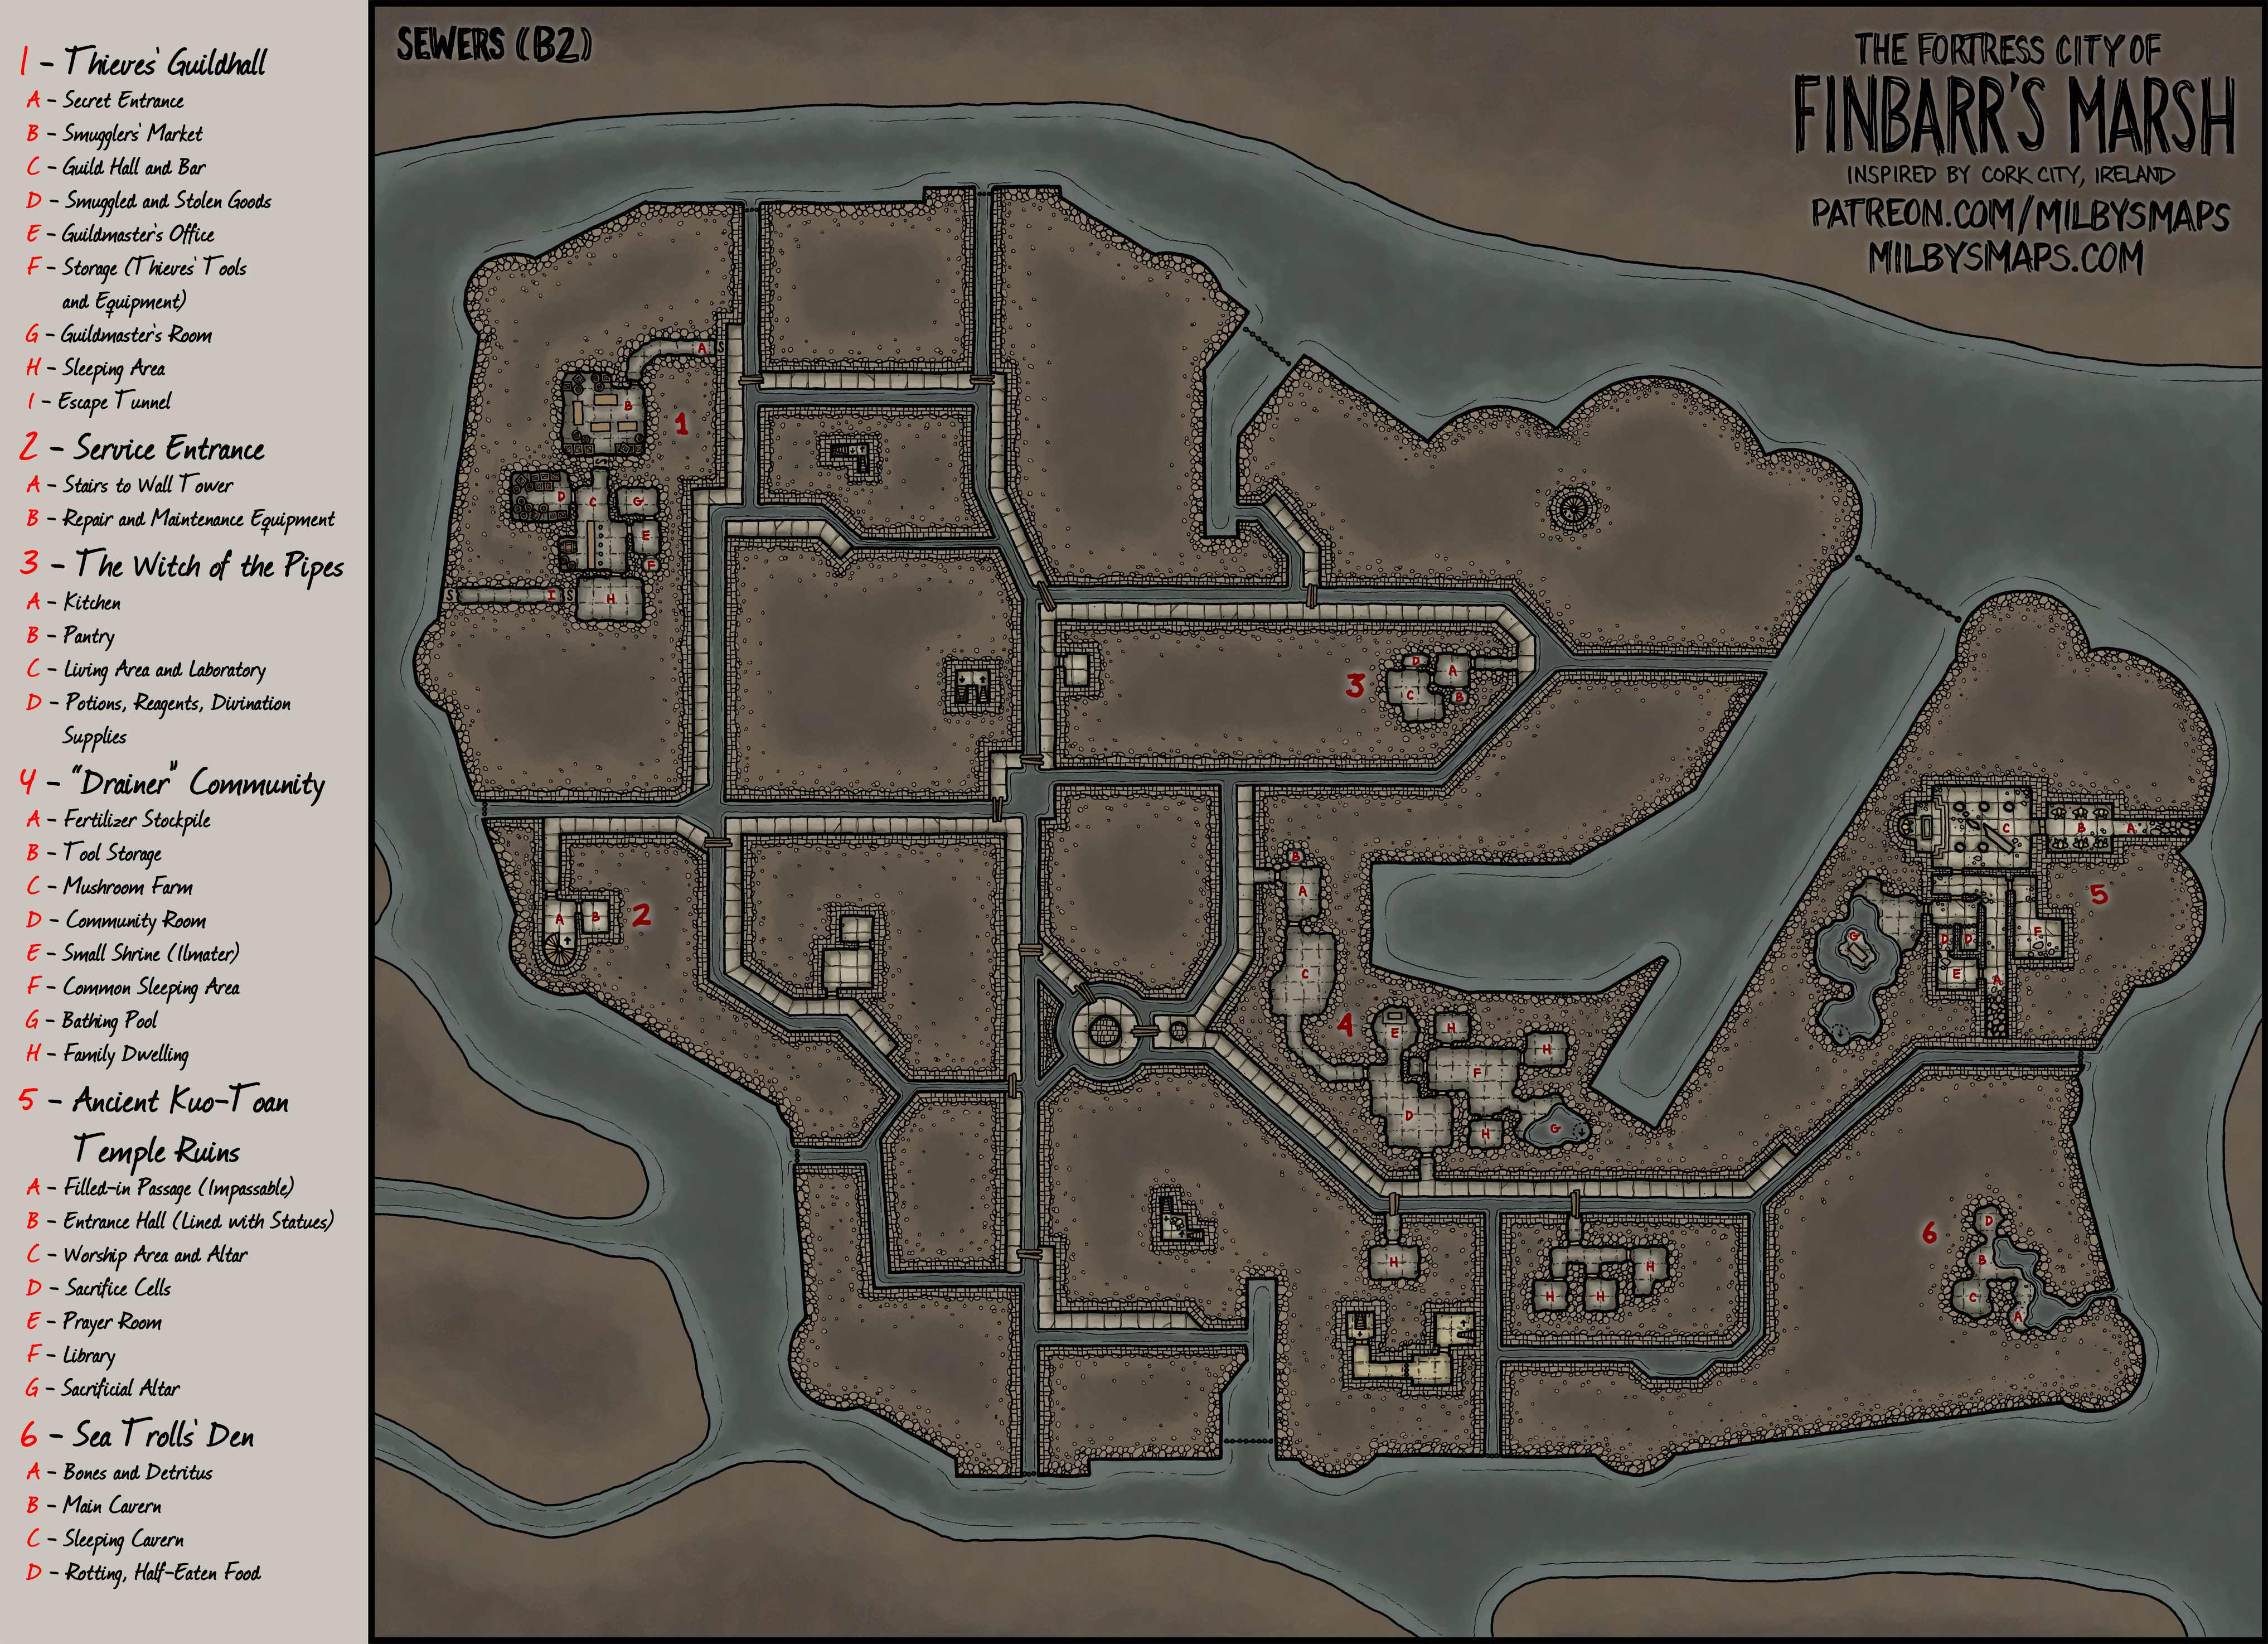 1 - Thieves' Guildhall
A - Secret Entrance
B - Smugglers' Market
C - Guild Hall and Bar
D - Smuggled and Stolen Goods
E - Guildmaster's Office
F - Storage (Thieves' Tools
and Equipment)
G - Guildmaster's Room
H - Sleeping Area
I - Escape Tunnel
2 - Service Entrance
A - Stairs to Wall Tower
B - Repair and Maintenance Equipment
3 - The Witch of the Pipes
A - Kitchen
B - Pantry
C - Living Area and Laboratory
D - Potions, Reagents, Divination
Supplies
4 - "Drainer" Community
A - Fertilizer Stockpile
B - Tool Storage
C - Mushroom Farm
D - Community Room
E - Small Shrine (Ilmater)
F - Common Sleeping Area
G - Bathing Pool
H - Family Dwelling
5 - Ancient Kuo-Toan
Temple Ruins
A - Filled-in Passage (Impassable)
B - Entrance Hall (Lined with Statues)
C - Worship Area and Altar
D - Sacrifice Cells
E - Prayer Room
F - Library
G - Sacrificial Altar
6 - Sea Trolls' Den
A - Bones and Detritus
B - Main Cavern
C - Sleeping Cavern
D - Rotting, Half-Eaten Food
SEWERS (B2)
THE FORTRESS CITY OF
FINBARR'S MARSH
INSPIRED BY CORK CITY, IRELAND
PATREON.COM/MILBYSMAPS
MILBYSMAPS.COM
A S
B
1
D C G
E
F
S I S H
A B 2
3 D A
C B
B
A
C
4 E H
H
F
D H G
H
H H H
C B A
5
G D D F
E A
6 D
B
C A